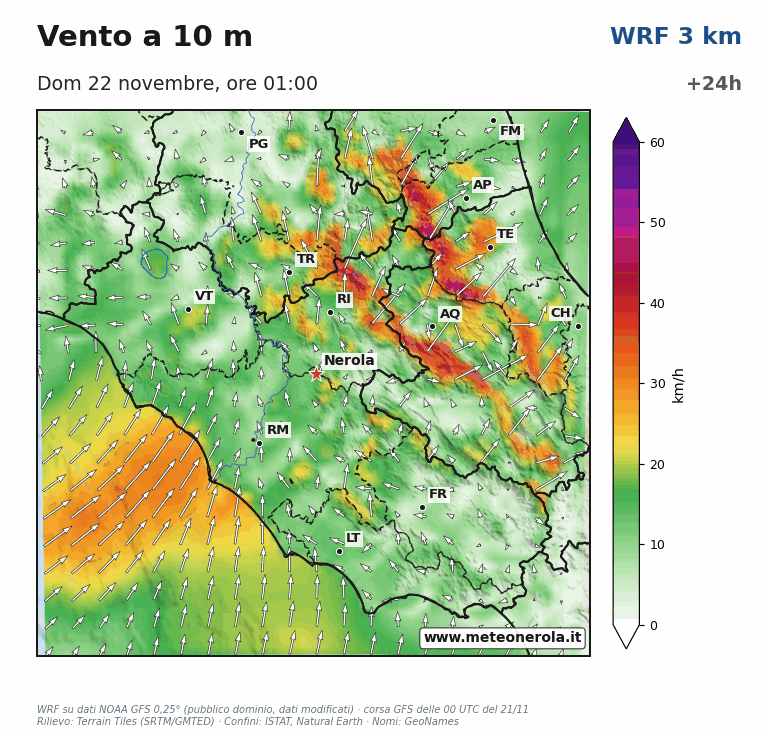 Vento a 10 m
WRF 3 km
Dom 22 novembre, ore 01:00
+24h
PG
FM
AP
TE
TR
VT
RI
AQ
CH
Nerola
RM
FR
LT
www.meteonerola.it
60
50
40
30
20
10
0
km/h
WRF su dati NOAA GFS 0,25° (pubblico dominio, dati modificati) · corsa GFS delle 00 UTC del 21/11
Rilievo: Terrain Tiles (SRTM/GMTED) · Confini: ISTAT, Natural Earth · Nomi: GeoNames